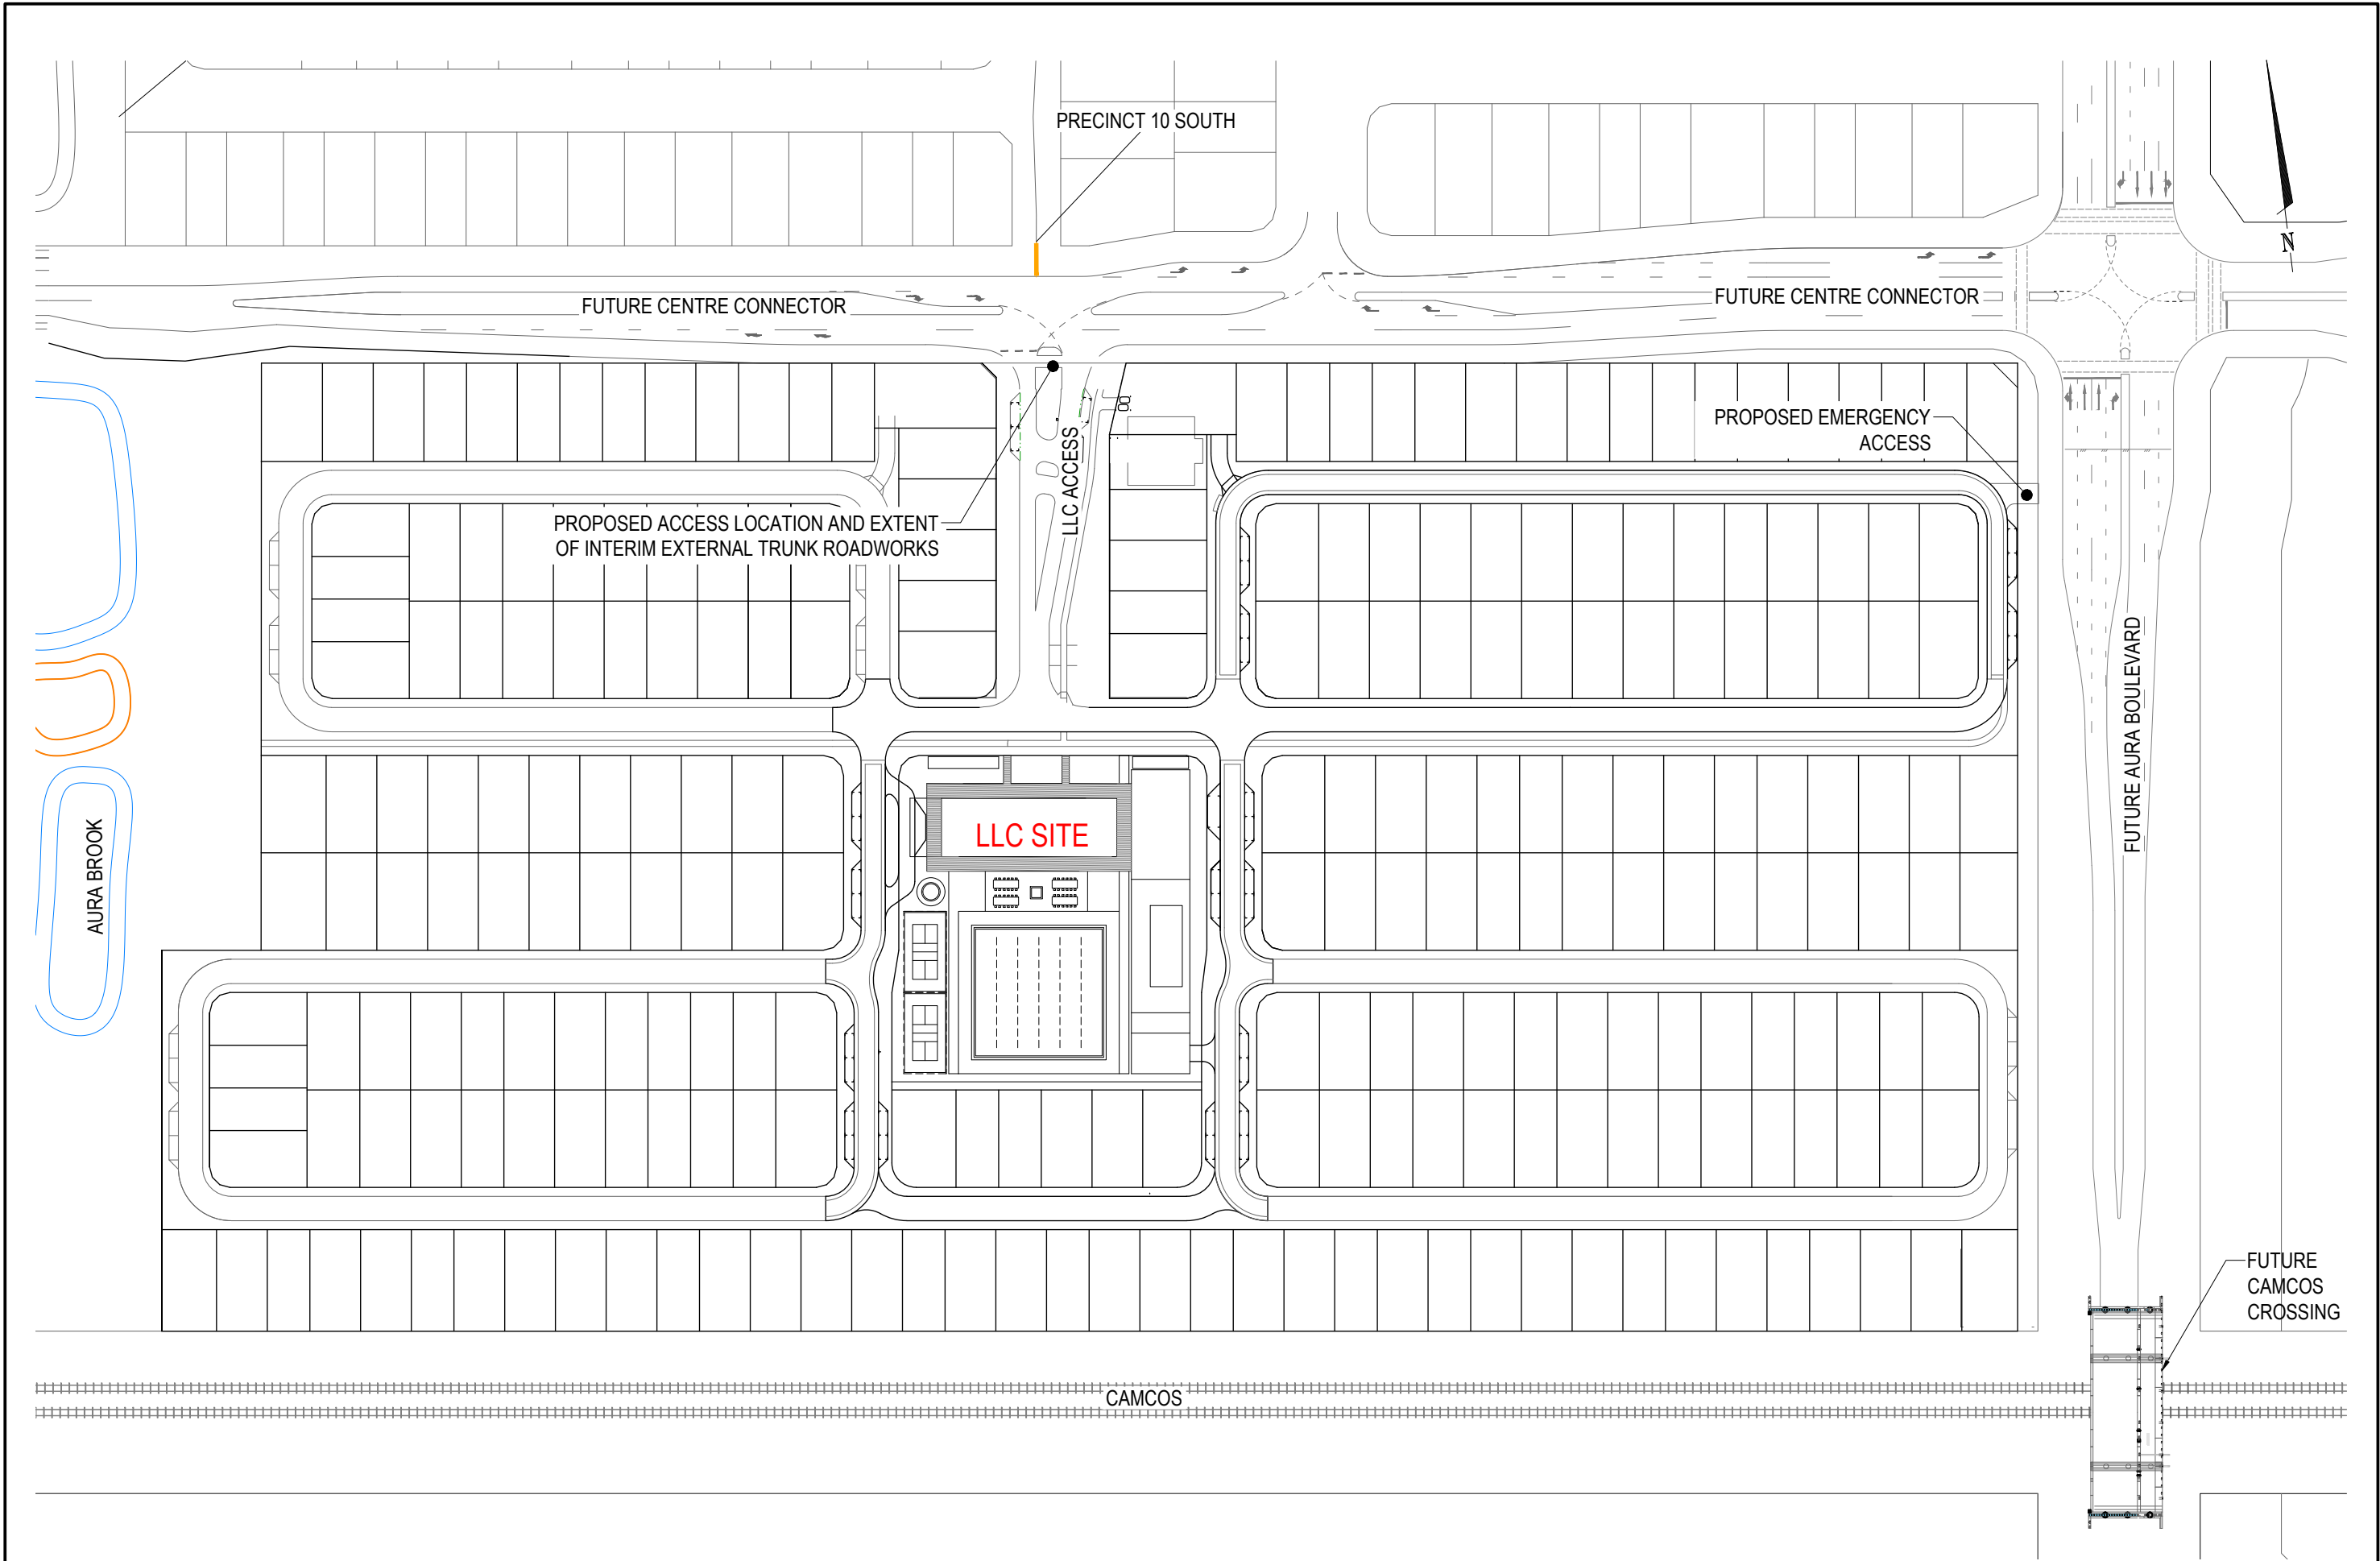 PRECINCT 10 SOUTH
N
FUTURE CENTRE CONNECTOR
FUTURE CENTRE CONNECTOR
PROPOSED EMERGENCY
ACCESS
LLC ACCESS
PROPOSED ACCESS LOCATION AND EXTENT
OF INTERIM EXTERNAL TRUNK ROADWORKS
FUTURE AURA BOULEVARD
LLC SITE
AURA BROOK
FUTURE
CAMCOS
CROSSING
CAMCOS